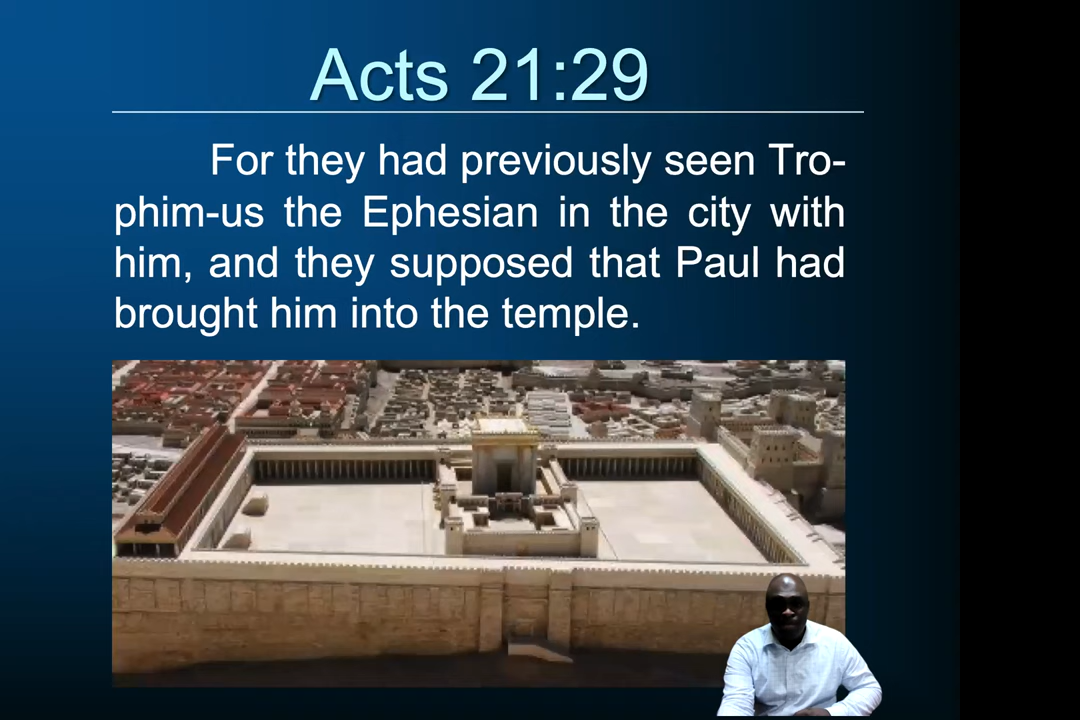 Acts 21:29
For they had previously seen Tro-
phim-us the Ephesian in the city with
him, and they supposed that Paul had
brought him into the temple.